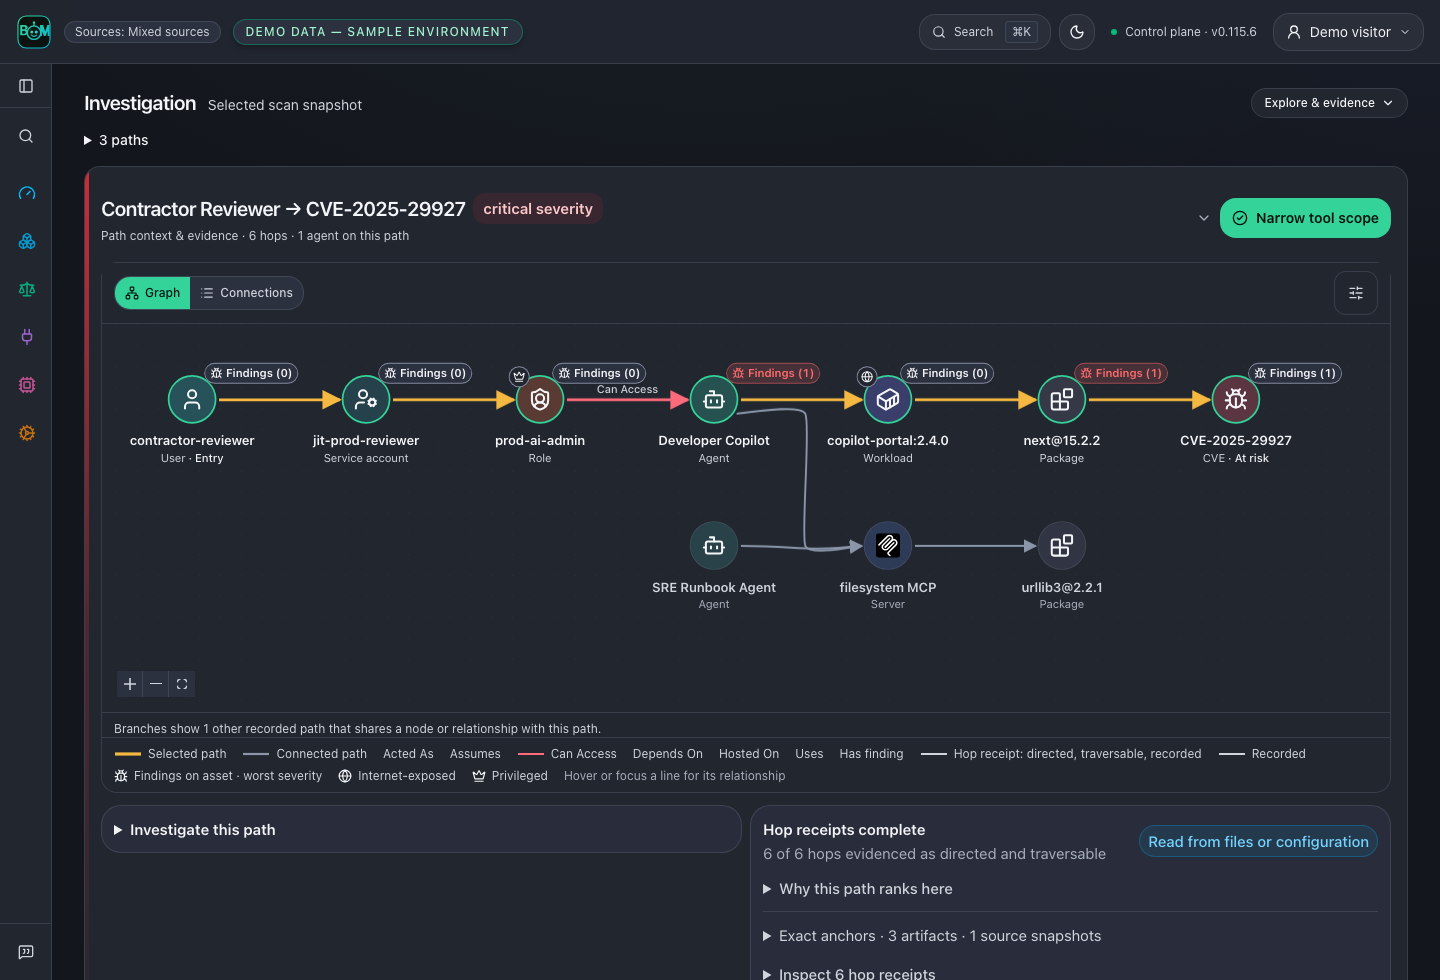 BOM
Sources: Mixed sources
DEMO DATA — SAMPLE ENVIRONMENT
Search
⌘K
Control plane · v0.115.6
Demo visitor
Investigation
Selected scan snapshot
Explore & evidence
3 paths
Contractor Reviewer → CVE-2025-29927
critical severity
Path context & evidence · 6 hops · 1 agent on this path
Narrow tool scope
Graph
Connections
Findings (0)
Findings (0)
Findings (0)
Findings (1)
Findings (0)
Findings (1)
Findings (1)
Can Access
contractor-reviewer
User · Entry
jit-prod-reviewer
Service account
prod-ai-admin
Role
Developer Copilot
Agent
copilot-portal:2.4.0
Workload
next@15.2.2
Package
CVE-2025-29927
CVE · At risk
SRE Runbook Agent
Agent
filesystem MCP
Server
urllib3@2.2.1
Package
Branches show 1 other recorded path that shares a node or relationship with this path.
Selected path
Connected path
Acted As
Assumes
Can Access
Depends On
Hosted On
Uses
Has finding
Hop receipt: directed, traversable, recorded
Recorded
Findings on asset · worst severity
Internet-exposed
Privileged
Hover or focus a line for its relationship
Investigate this path
Hop receipts complete
6 of 6 hops evidenced as directed and traversable
Read from files or configuration
Why this path ranks here
Exact anchors · 3 artifacts · 1 source snapshots
Inspect 6 hop receipts